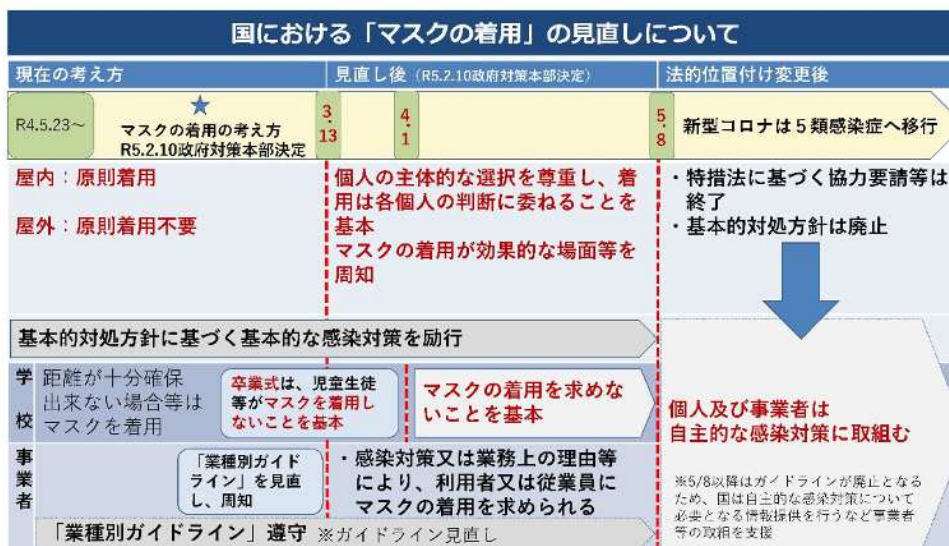 国における「マスクの着用」の見直しについて
現在の考え方
見直し後（R5.2.10政府対策本部決定）
法的位置付け変更後
R4.5.23～
マスクの着用の考え方
R5.2.10政府対策本部決定
3.13
4.1
5.8
新型コロナは５類感染症へ移行
屋内：原則着用
屋外：原則着用不要
個人の主体的な選択を尊重し、着
用は各個人の判断に委ねることを
基本
マスクの着用が効果的な場面等を
周知
・特措法に基づく協力要請等は
終了
・基本的対処方針は廃止
基本的対処方針に基づく基本的な感染対策を励行
学校
距離が十分確保
出来ない場合等は
マスクを着用
卒業式は、児童生徒
等がマスクを着用し
ないことを基本
マスクの着用を求めな
いことを基本
個人及び事業者は
自主的な感染対策に取組む
事業者
「業種別ガイド
ライン」を見直
し、周知
・感染対策又は業務上の理由等
により、利用者又は従業員に
マスクの着用を求められる
※5/8以降はガイドラインが廃止となる
ため、国は自主的な感染対策について
必要となる情報提供を行うなど事業者
等の取組を支援
「業種別ガイドライン」遵守 ※ガイドライン見直し